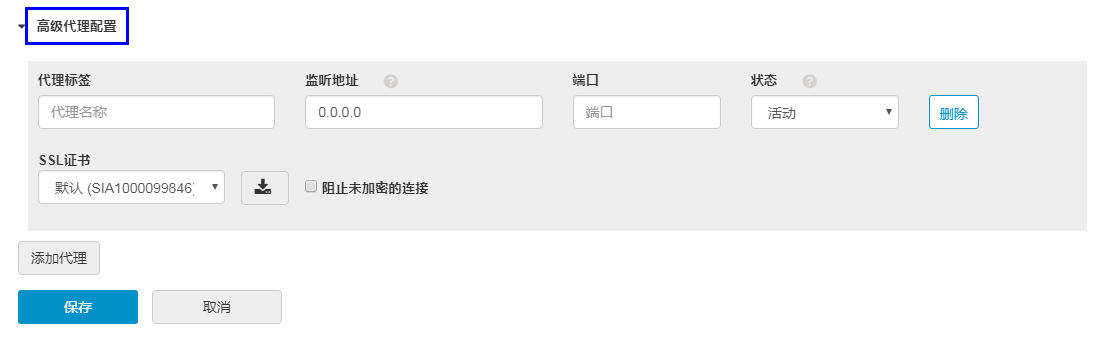 高级代理配置
代理标签 监听地址 ? 端口 状态 ?
代理名称 0.0.0.0 端口 活动 删除
SSL证书
默认 (SIA1000099846) 阻止未加密的连接
添加代理
保存 取消